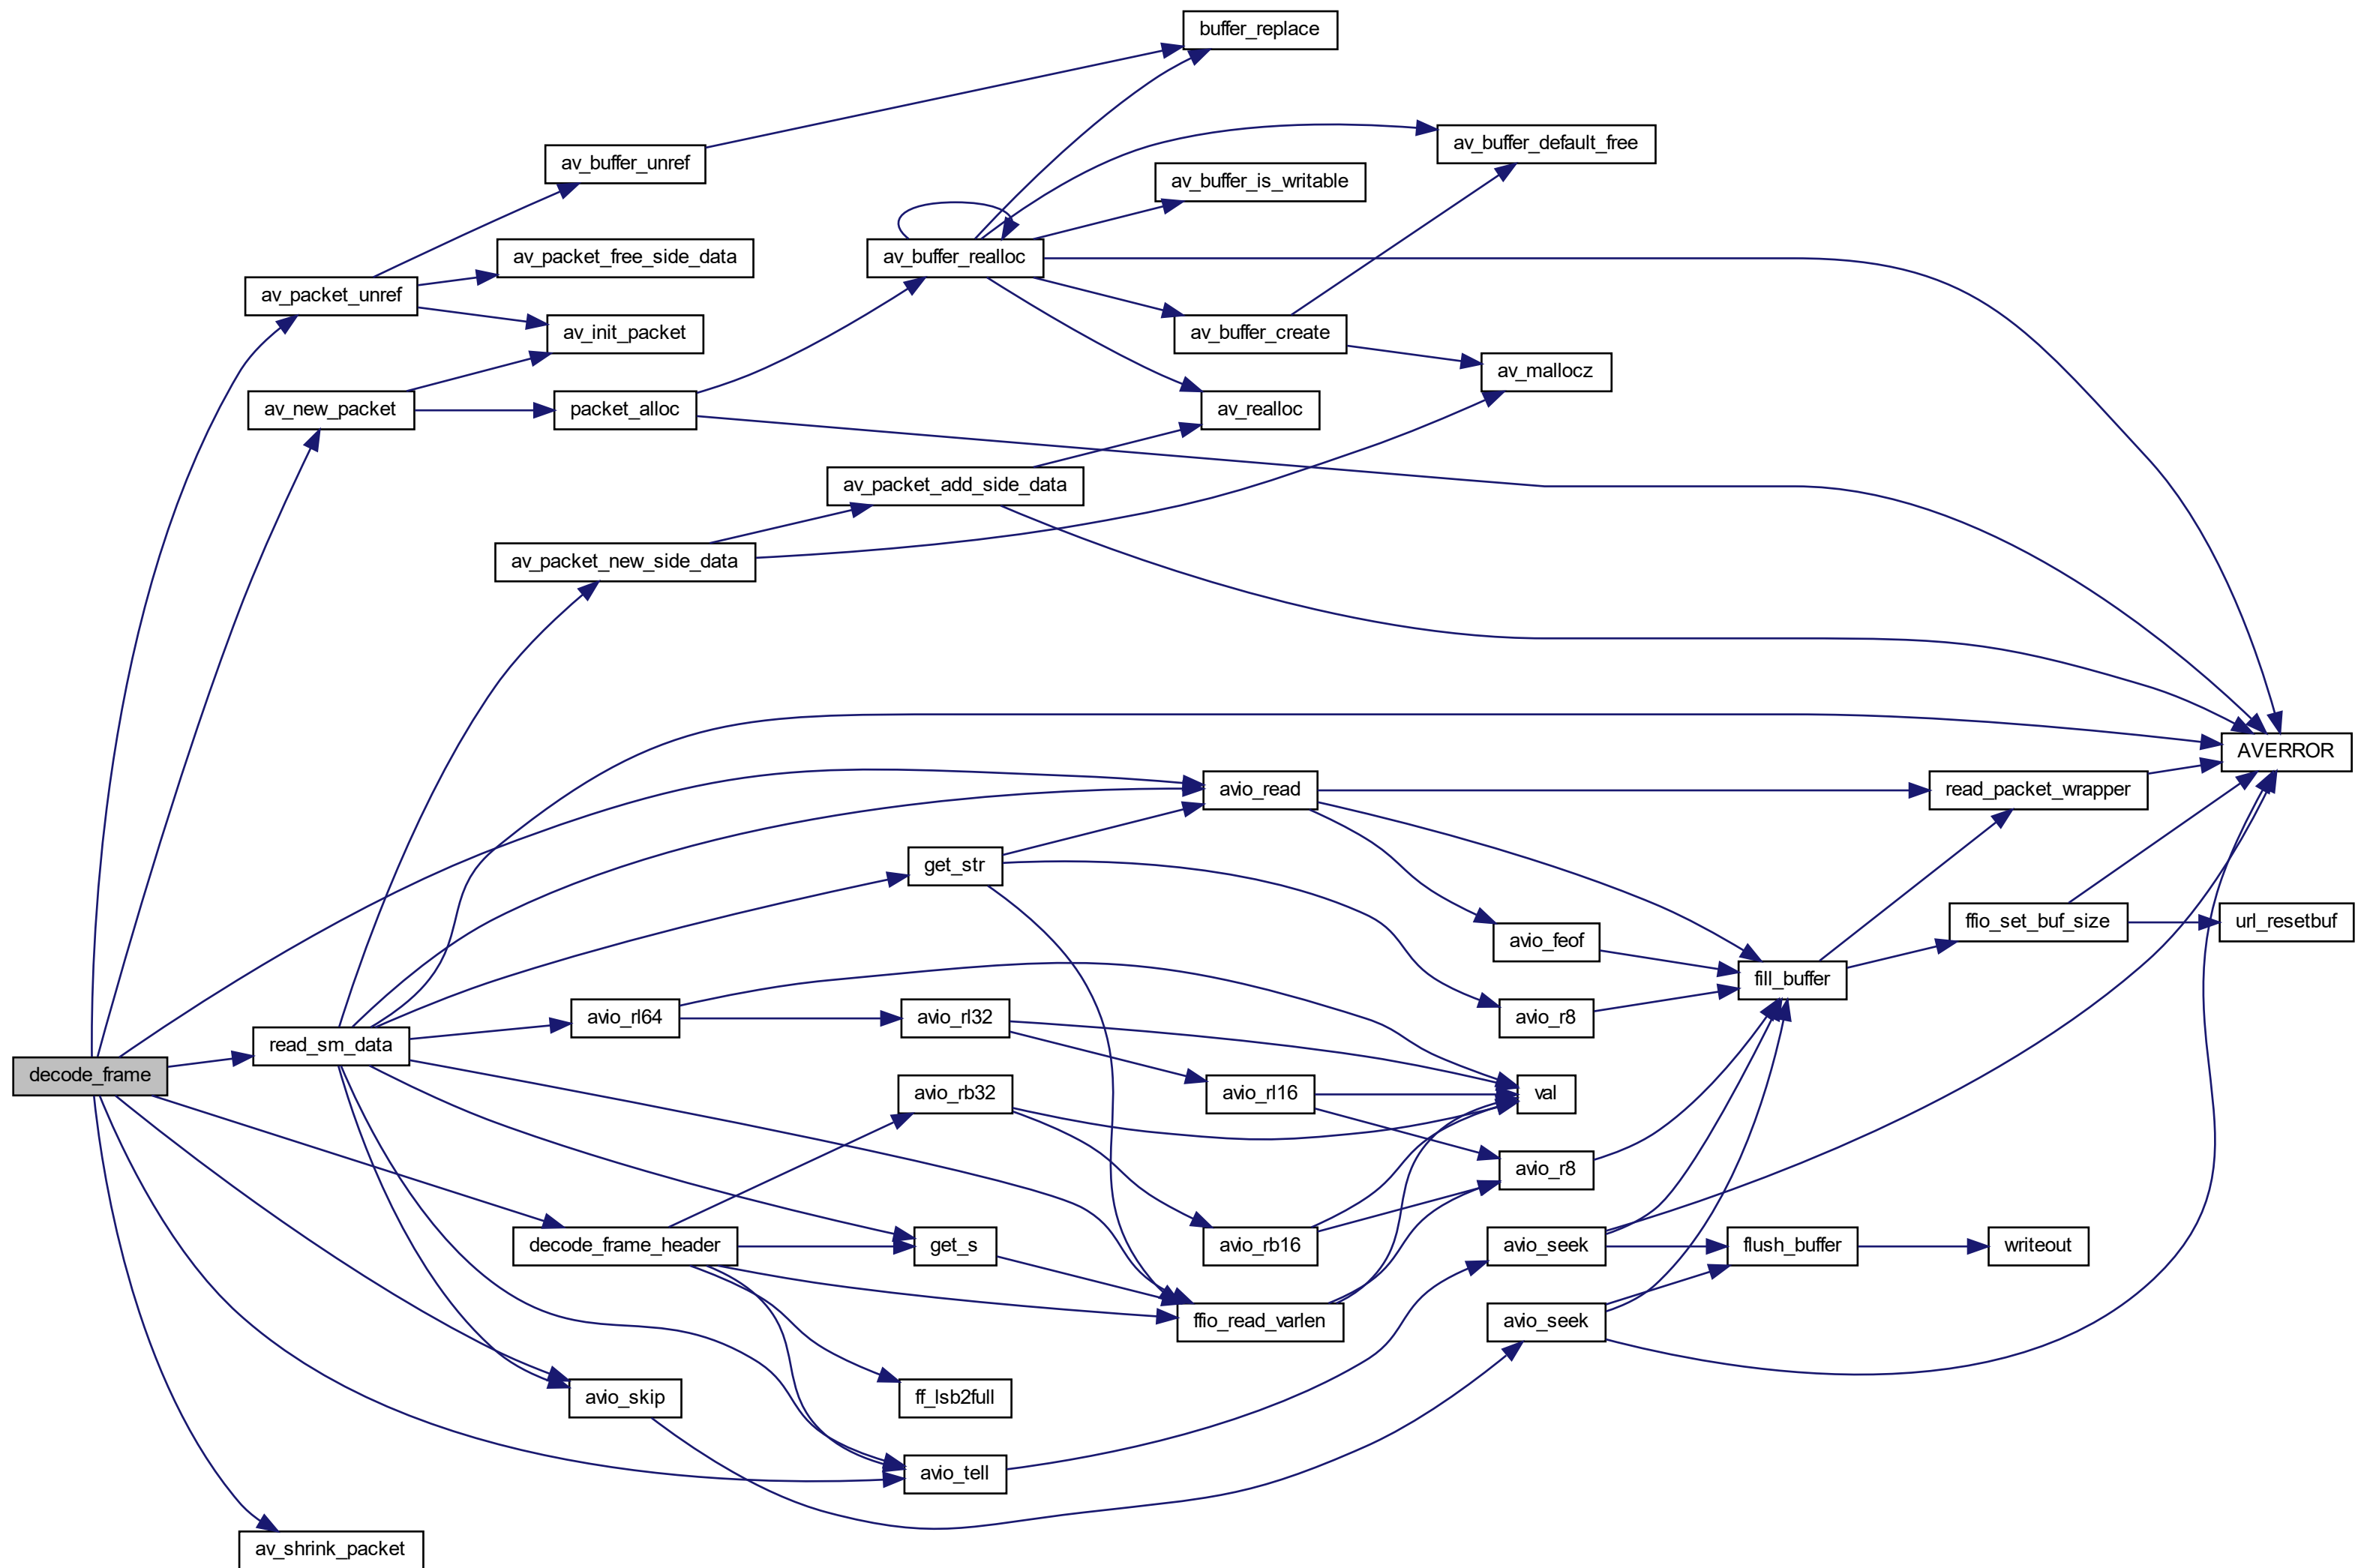 buffer_replace
av_buffer_unref
av_buffer_default_free
av_buffer_is_writable
av_packet_free_side_data
av_buffer_realloc
av_packet_unref
av_init_packet
av_buffer_create
av_mallocz
av_new_packet
packet_alloc
av_realloc
av_packet_add_side_data
av_packet_new_side_data
AVERROR
avio_read
read_packet_wrapper
get_str
avio_feof
ffio_set_buf_size
url_resetbuf
fill_buffer
avio_rl64
avio_rl32
avio_r8
read_sm_data
decode_frame
avio_rb32
avio_rl16
val
avio_r8
decode_frame_header
get_s
avio_rb16
avio_seek
flush_buffer
writeout
ffio_read_varlen
avio_seek
avio_skip
ff_lsb2full
avio_tell
av_shrink_packet